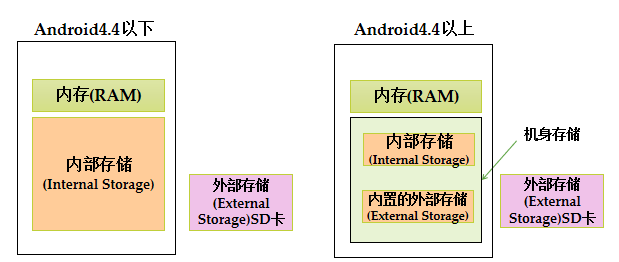 Android4.4以下
内存(RAM)
内部存储
(Internal Storage)
外部存储
(External
Storage)SD卡
Android4.4以上
内存(RAM)
内部存储
(Internal Storage)
机身存储
内置的外部存储
(External Storage)
外部存储
(External
Storage)SD卡